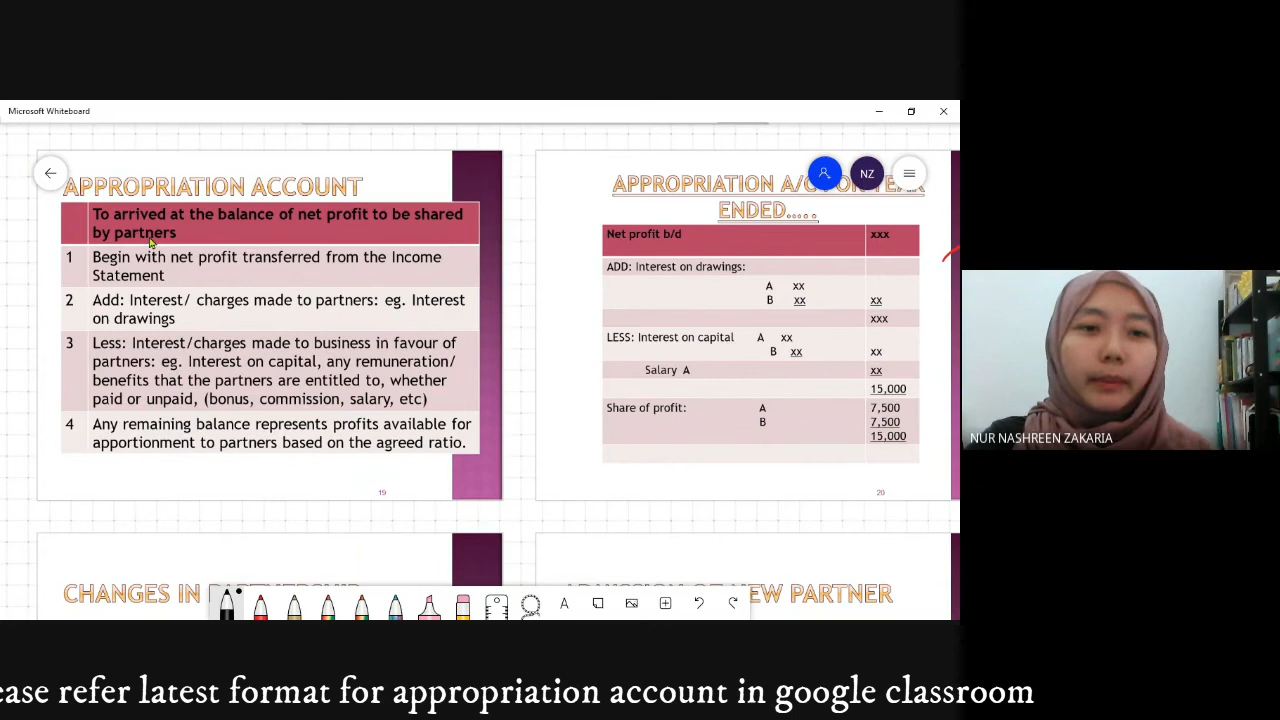 Microsoft Whiteboard
APPROPRIATION ACCOUNT
To arrived at the balance of net profit to be shared
by partners
1 Begin with net profit transferred from the Income
Statement
2 Add: Interest/ charges made to partners: eg. Interest
on drawings
3 Less: Interest/charges made to business in favour of
partners: eg. Interest on capital, any remuneration/
benefits that the partners are entitled to, whether
paid or unpaid, (bonus, commission, salary, etc)
4 Any remaining balance represents profits available for
apportionment to partners based on the agreed ratio.
19
NZ
APPROPRIATION A/C FOR YEAR
ENDED.....
Net profit b/d xxx
ADD: Interest on drawings:
A xx
B xx xx
xxx
LESS: Interest on capital A xx
B xx xx
Salary A xx
15,000
Share of profit: A 7,500
B 7,500
15,000
20
CHANGES IN PARTNERSHIP
ADMISSION OF NEW PARTNER
A
NUR NASHREEN ZAKARIA
ease refer latest format for appropriation account in google classroom